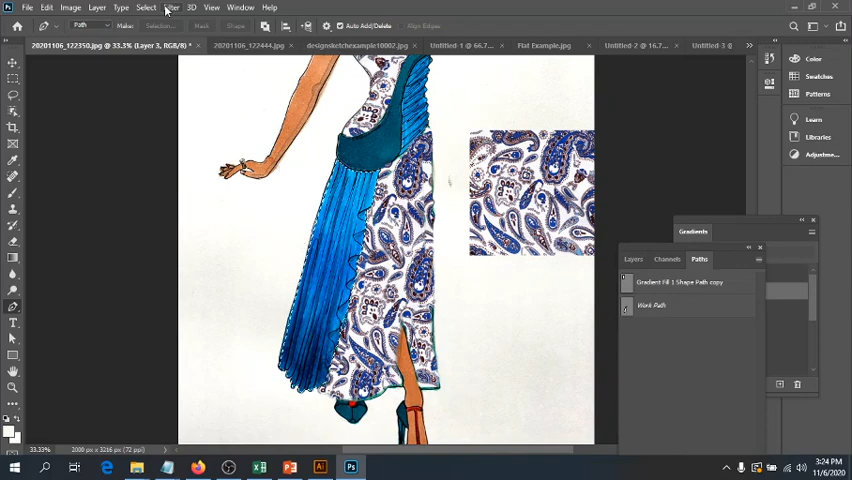 File Edit Image Layer Type Select Filter 3D View Window Help
Path Make: Selection... Mask Shape Auto Add/Delete Align Edges
20201106_122350.jpg @ 33.3% (Layer 3, RGB/8) * 20201106_122444.jpg designsketchexample10002.jpg Untitled-1 @ 66.7... Flat Example.jpg Untitled-2 @ 16.7... Untitled-3 @
Color
Swatches
Patterns
Learn
Libraries
Adjustme...
Gradients
Layers Channels Paths
Gradient Fill 1 Shape Path copy
Work Path
33.33% 2000 px x 3216 px (72 ppi)
3:24 PM
11/6/2020